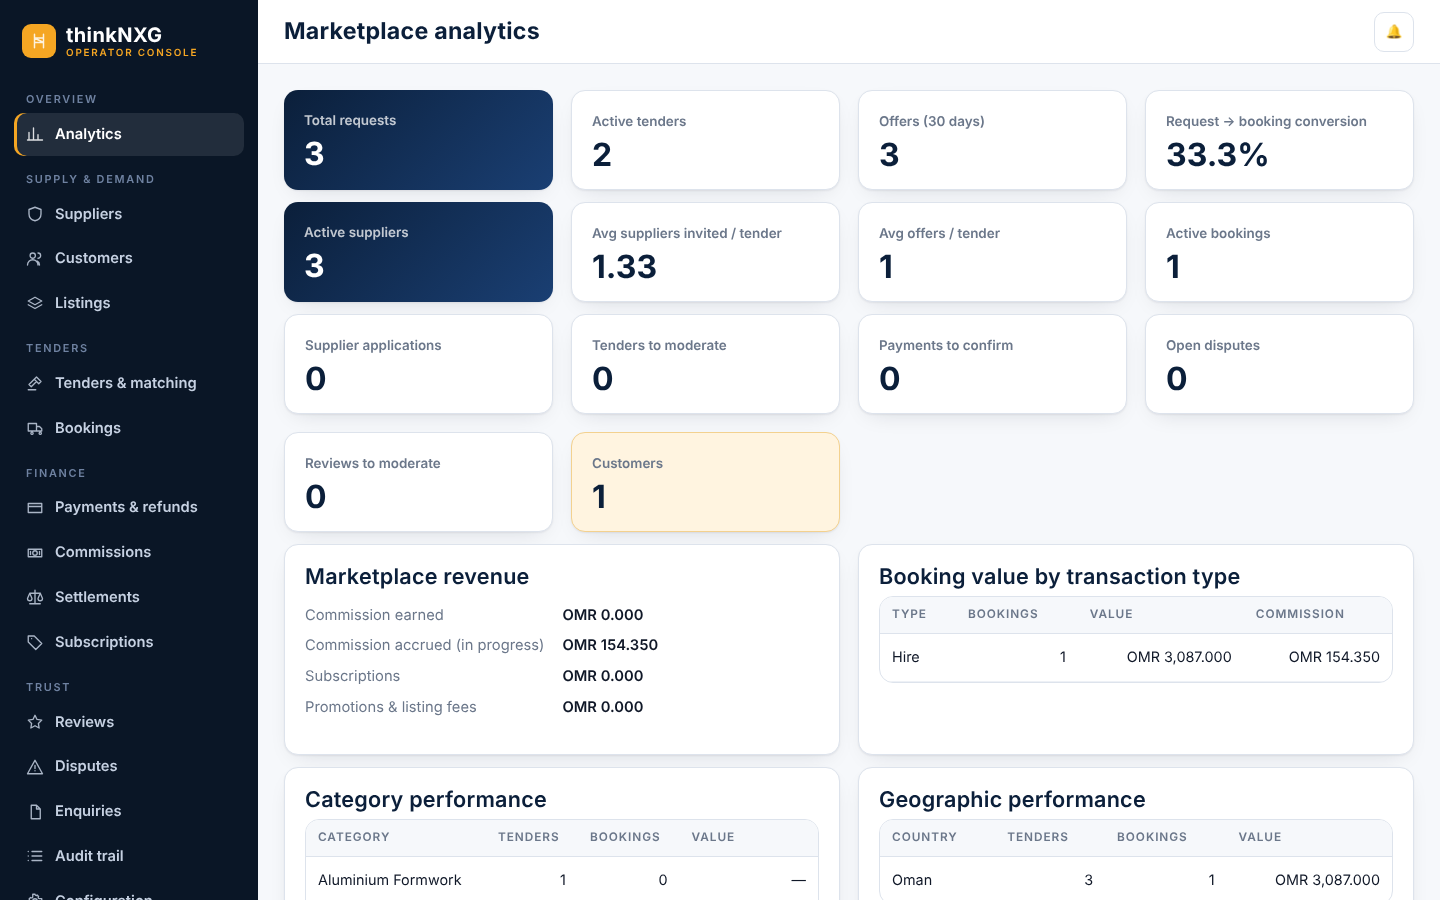 thinkNXG
OPERATOR CONSOLE
OVERVIEW
Analytics
SUPPLY & DEMAND
Suppliers
Customers
Listings
TENDERS
Tenders & matching
Bookings
FINANCE
Payments & refunds
Commissions
Settlements
Subscriptions
TRUST
Reviews
Disputes
Enquiries
Audit trail
Configuration
Marketplace analytics
Total requests
3
Active tenders
2
Offers (30 days)
3
Request → booking conversion
33.3%
Active suppliers
3
Avg suppliers invited / tender
1.33
Avg offers / tender
1
Active bookings
1
Supplier applications
0
Tenders to moderate
0
Payments to confirm
0
Open disputes
0
Reviews to moderate
0
Customers
1
Marketplace revenue
Commission earned OMR 0.000
Commission accrued (in progress) OMR 154.350
Subscriptions OMR 0.000
Promotions & listing fees OMR 0.000
Booking value by transaction type
TYPE BOOKINGS VALUE COMMISSION
Hire 1 OMR 3,087.000 OMR 154.350
Category performance
CATEGORY TENDERS BOOKINGS VALUE
Aluminium Formwork 1 0 —
Geographic performance
COUNTRY TENDERS BOOKINGS VALUE
Oman 3 1 OMR 3,087.000